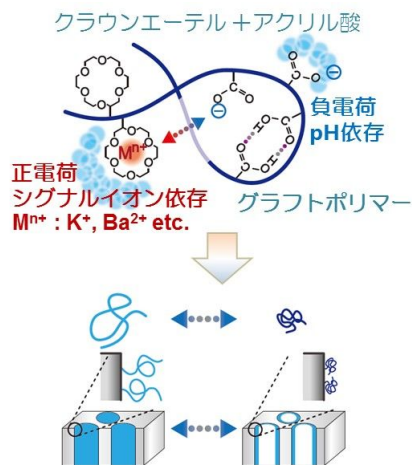 クラウンエーテル＋アクリル酸
負電荷
pH依存
Mn+
正電荷
シグナルイオン依存
Mn+ : K+, Ba2+ etc.
グラフトポリマー